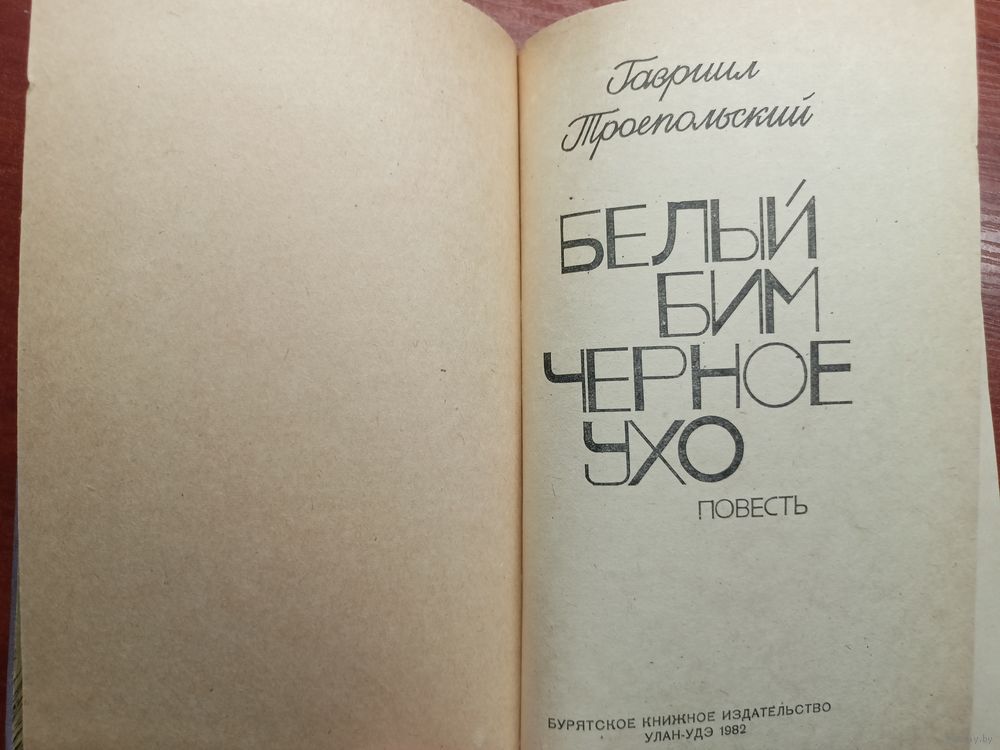 Гавриил
Троепольский
БЕЛЫЙ
БИМ
ЧЕРНОЕ
УХО
ПОВЕСТЬ
БУРЯТСКОЕ КНИЖНОЕ ИЗДАТЕЛЬСТВО
УЛАН-УДЭ 1982